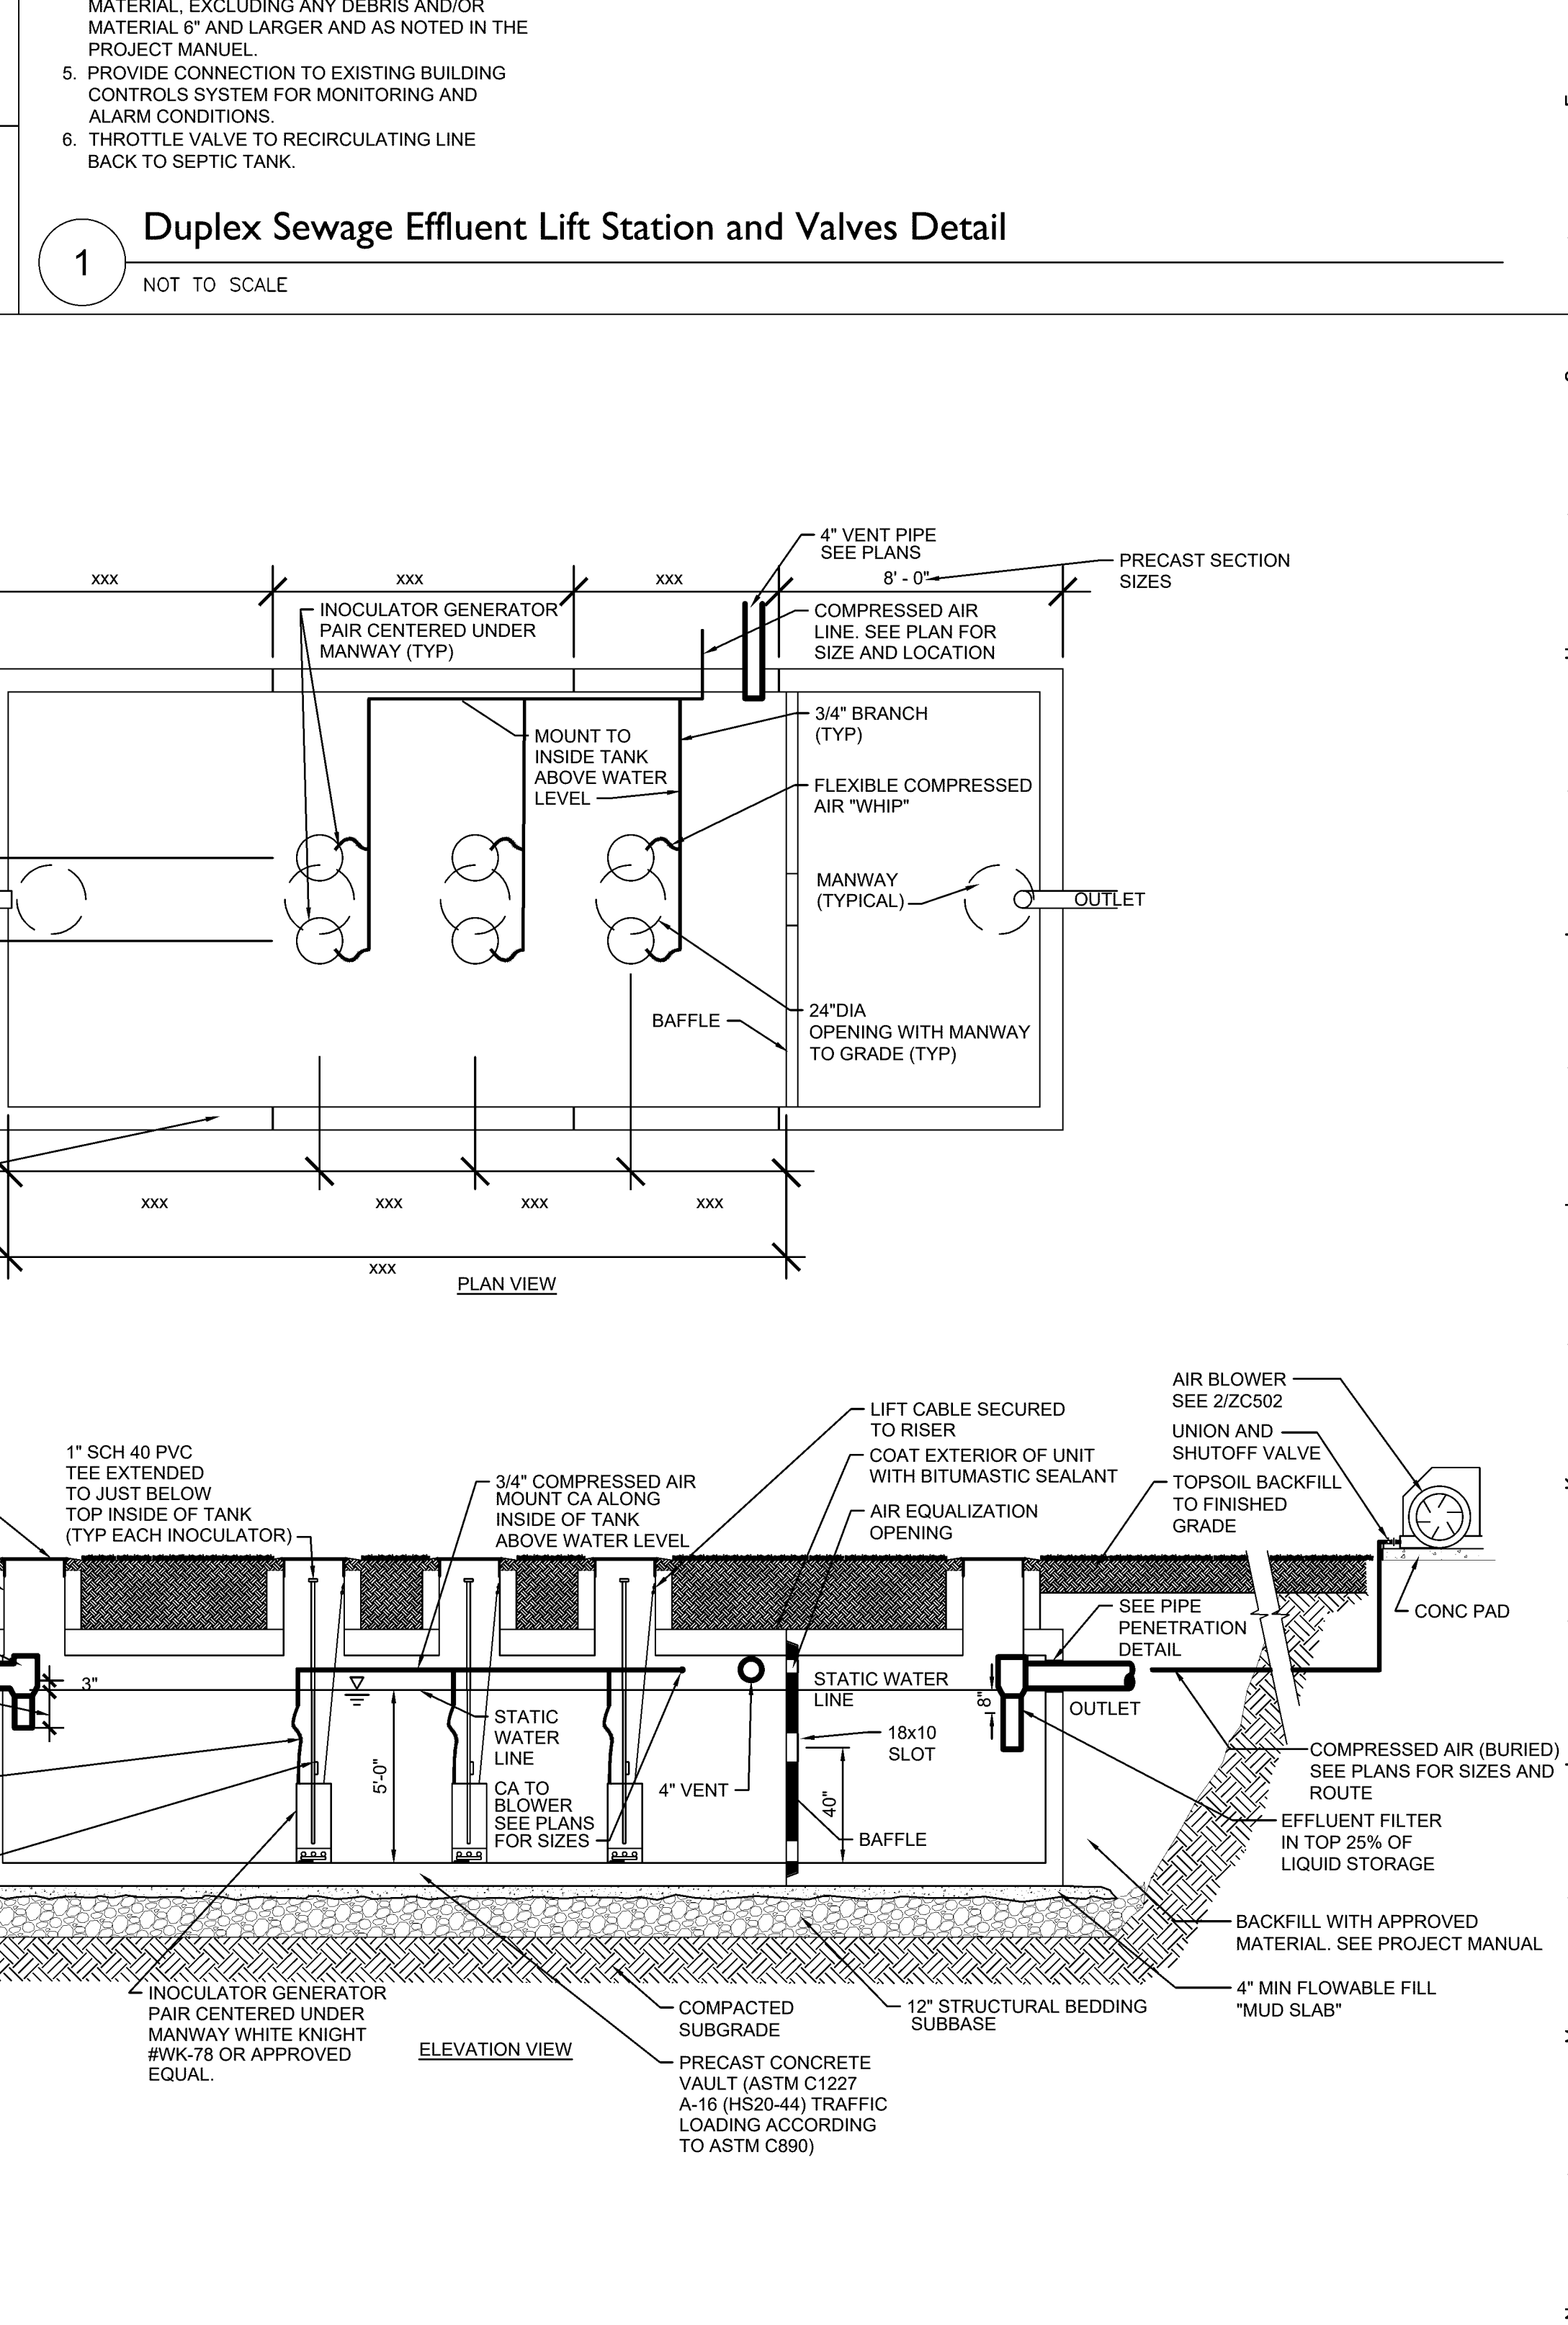 MATERIAL, EXCLUDING ANY DEBRIS AND/OR
MATERIAL 6" AND LARGER AND AS NOTED IN THE
PROJECT MANUEL.
5. PROVIDE CONNECTION TO EXISTING BUILDING
CONTROLS SYSTEM FOR MONITORING AND
ALARM CONDITIONS.
6. THROTTLE VALVE TO RECIRCULATING LINE
BACK TO SEPTIC TANK.
1
Duplex Sewage Effluent Lift Station and Valves Detail
NOT TO SCALE
4" VENT PIPE
SEE PLANS
xxx
xxx
xxx
8' - 0"
PRECAST SECTION
SIZES
INOCULATOR GENERATOR
PAIR CENTERED UNDER
MANWAY (TYP)
COMPRESSED AIR
LINE. SEE PLAN FOR
SIZE AND LOCATION
MOUNT TO
INSIDE TANK
ABOVE WATER
LEVEL
3/4" BRANCH
(TYP)
FLEXIBLE COMPRESSED
AIR "WHIP"
MANWAY
(TYPICAL)
OUTLET
BAFFLE
24"DIA
OPENING WITH MANWAY
TO GRADE (TYP)
xxx
xxx
xxx
xxx
xxx
PLAN VIEW
AIR BLOWER
SEE 2/ZC502
UNION AND
SHUTOFF VALVE
TOPSOIL BACKFILL
TO FINISHED
GRADE
LIFT CABLE SECURED
TO RISER
COAT EXTERIOR OF UNIT
WITH BITUMASTIC SEALANT
AIR EQUALIZATION
OPENING
1" SCH 40 PVC
TEE EXTENDED
TO JUST BELOW
TOP INSIDE OF TANK
(TYP EACH INOCULATOR)
3/4" COMPRESSED AIR
MOUNT CA ALONG
INSIDE OF TANK
ABOVE WATER LEVEL
SEE PIPE
PENETRATION
DETAIL
CONC PAD
3"
STATIC WATER
LINE
8"
OUTLET
STATIC
WATER
LINE
18x10
SLOT
5'-0"
CA TO
BLOWER
SEE PLANS
FOR SIZES
4" VENT
40"
BAFFLE
COMPRESSED AIR (BURIED)
SEE PLANS FOR SIZES AND
ROUTE
EFFLUENT FILTER
IN TOP 25% OF
LIQUID STORAGE
BACKFILL WITH APPROVED
MATERIAL. SEE PROJECT MANUAL
4" MIN FLOWABLE FILL
"MUD SLAB"
INOCULATOR GENERATOR
PAIR CENTERED UNDER
MANWAY WHITE KNIGHT
#WK-78 OR APPROVED
EQUAL.
COMPACTED
SUBGRADE
12" STRUCTURAL BEDDING
SUBBASE
ELEVATION VIEW
PRECAST CONCRETE
VAULT (ASTM C1227
A-16 (HS20-44) TRAFFIC
LOADING ACCORDING
TO ASTM C890)